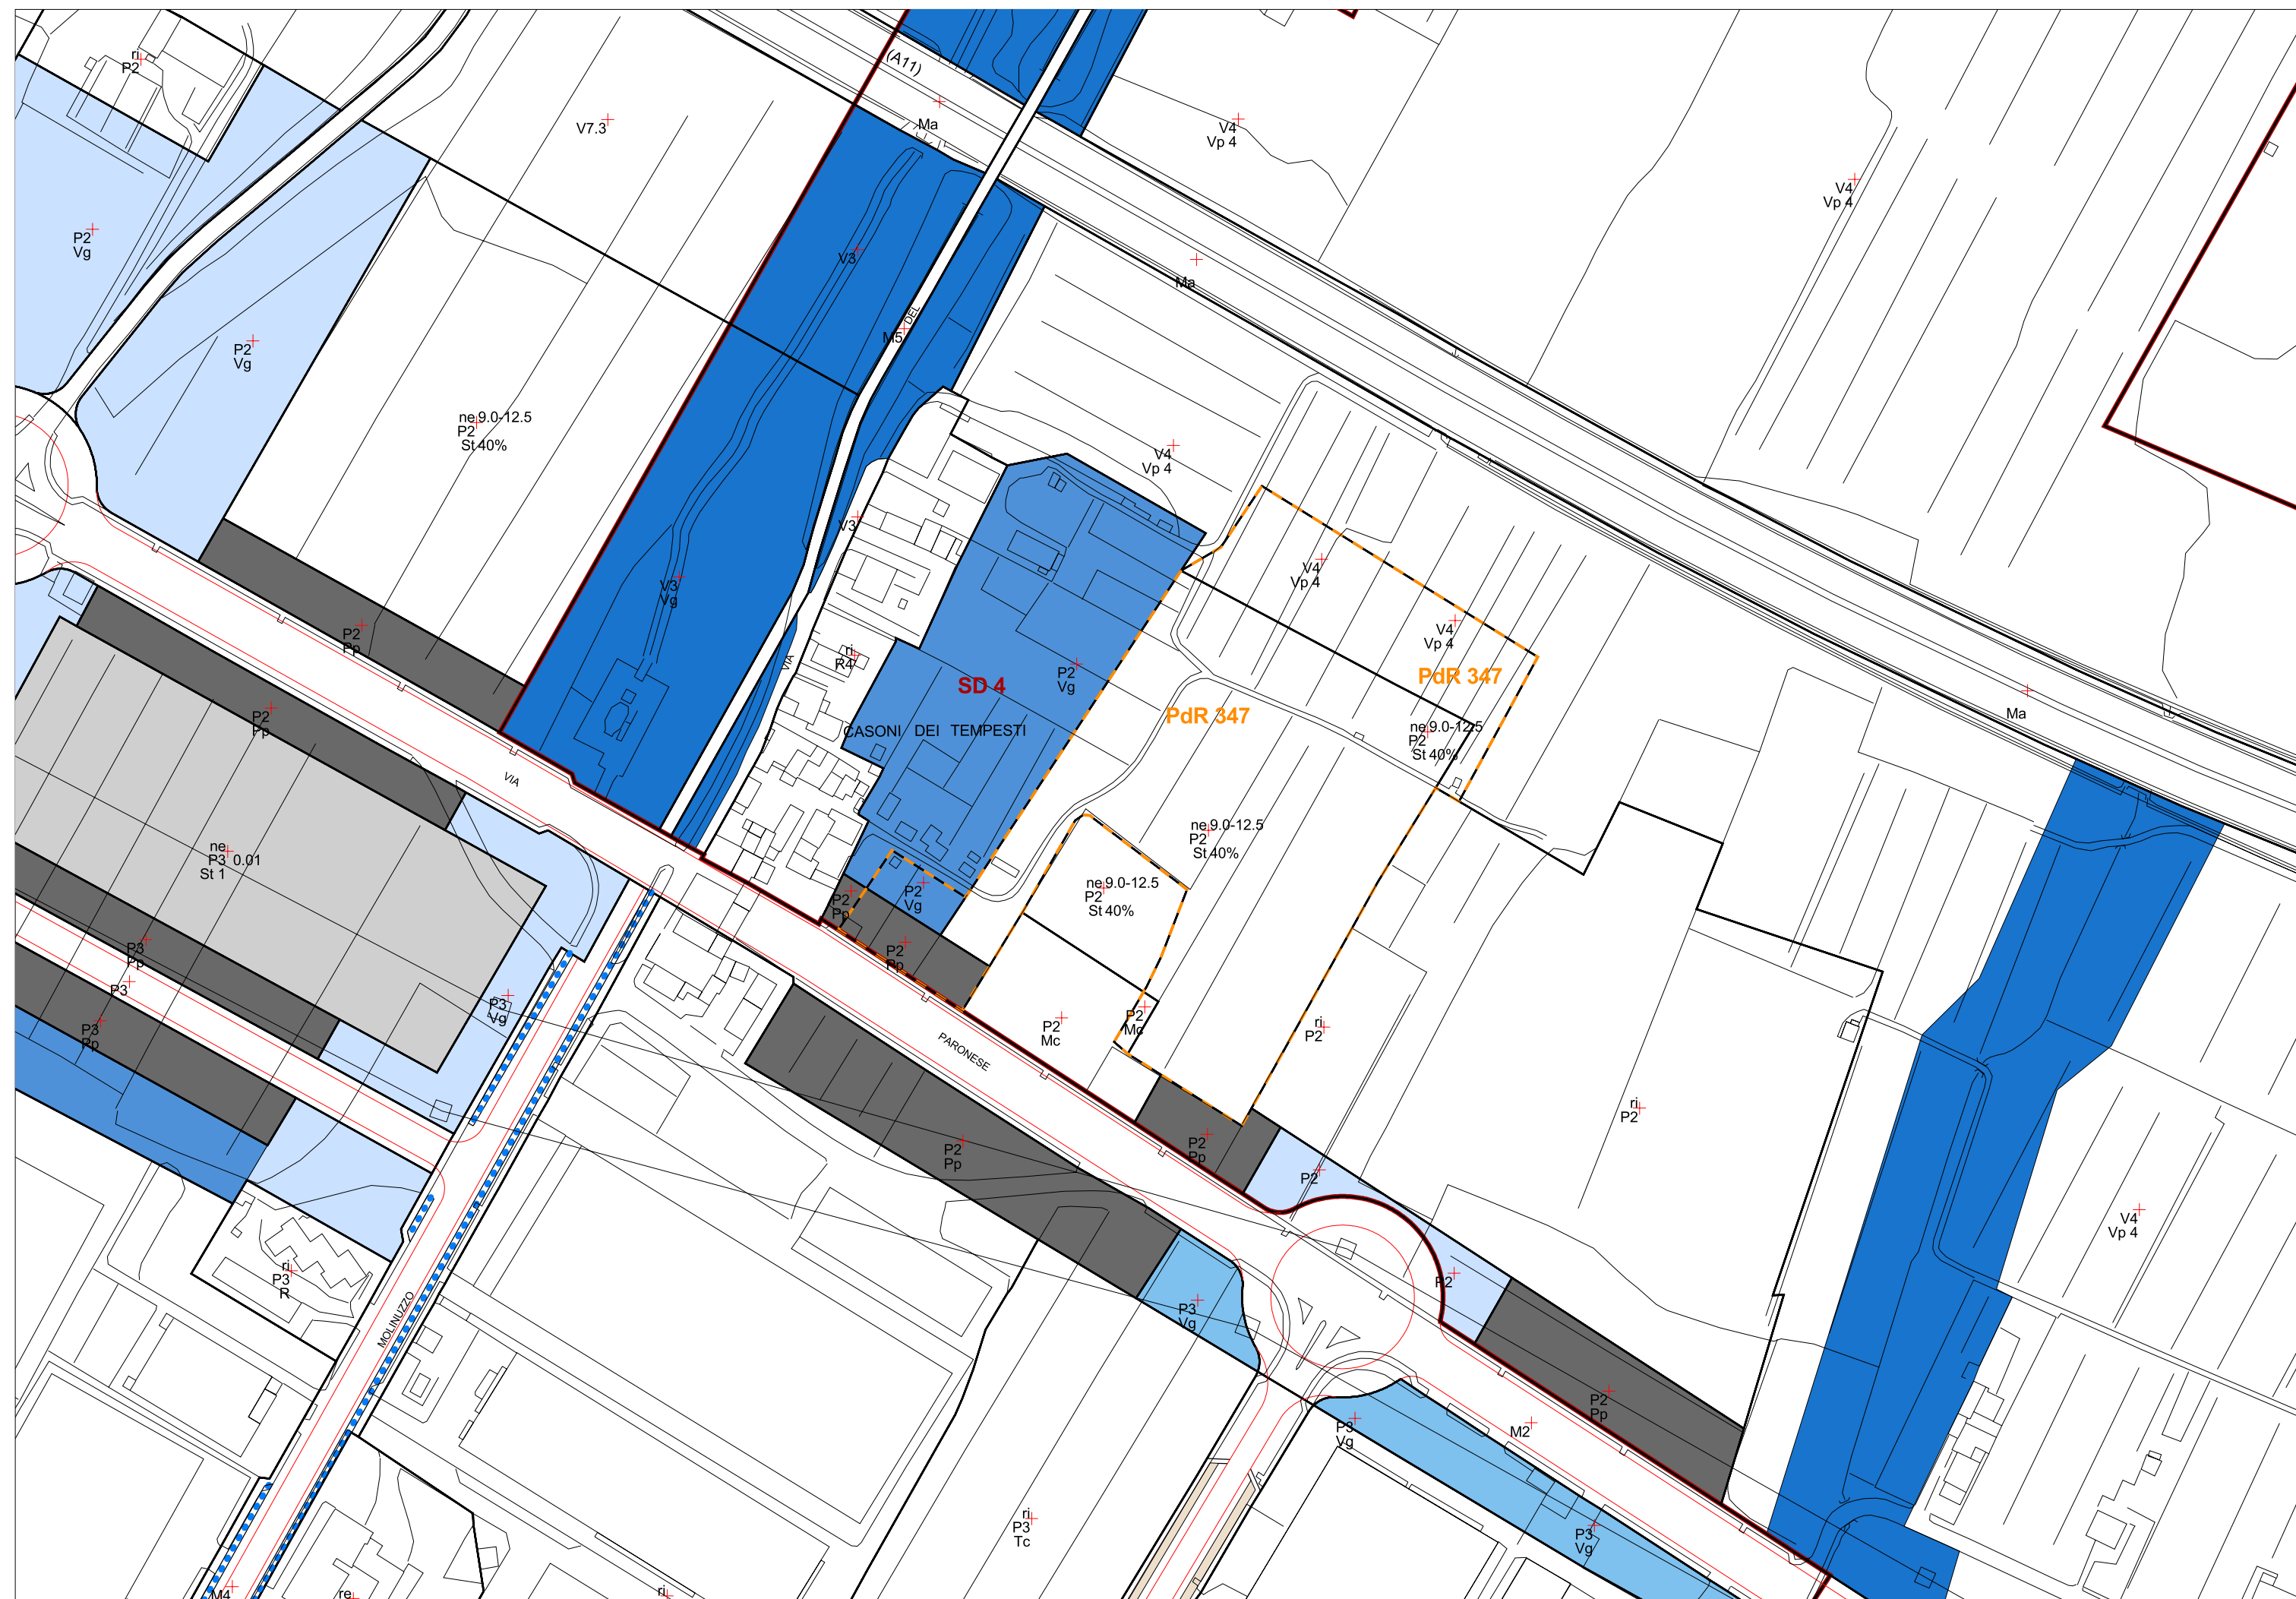 ri
P2
(A11)
Ma
V7.3
V4
Vp 4
V4
Vp 4
P2
Vg
V3
Ma
DEL
M5
P2
Vg
ne 9.0-12.5
P2
St 40%
V4
Vp 4
V3
V4
Vp 4
V3
Vg
V4
Vp 4
P2
Pp
ri
R4
VIA
P2
Vg
SD 4
PdR 347
PdR 347
P2
Pp
CASONI DEI TEMPESTI
ne 9.0-12.5
P2
St 40%
Ma
VIA
ne 9.0-12.5
P2
St 40%
ne
P3 0.01
St 1
ne 9.0-12.5
P2
St 40%
P2
Vg
P2
Pp
P2
Pp
P3
Pp
P3
P3
Vg
P3
Pp
P2
Mc
P2
Mc
ri
P2
PARONESE
ri
P2
P2
Pp
P2
Pp
P2
V4
Vp 4
ri
P3
R
P2
MOLINUZZO
P3
Vg
P2
Pp
P3
Vg
M2
ri
P3
Tc
P3
Vg
M4
re
ri